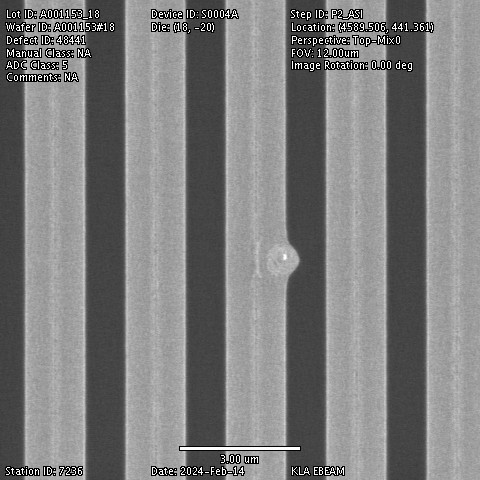 Lot ID: A001153_18
Device ID: S0004A
Step ID: P2_ASI
Wafer ID: A001153#18
Die: (18, -20)
Location: (4589.506, 441.361)
Defect ID: 48441
Perspective: Top-Mix0
Manual Class: NA
FOV: 12.00um
ADC Class: 5
Image Rotation: 0.00 deg
Comments: NA
3.00 um
Station ID: 7236
Date: 2024-Feb-14
KLA EBEAM